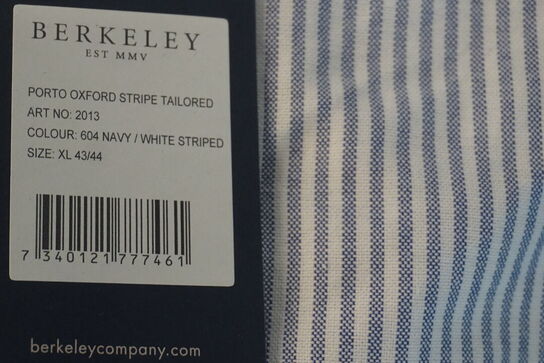 BERKELEY
EST MMV
PORTO OXFORD STRIPE TAILORED
ART NO: 2013
COLOUR: 604 NAVY / WHITE STRIPED
SIZE: XL 43/44
7 340121 777461
berkeleycompany.com